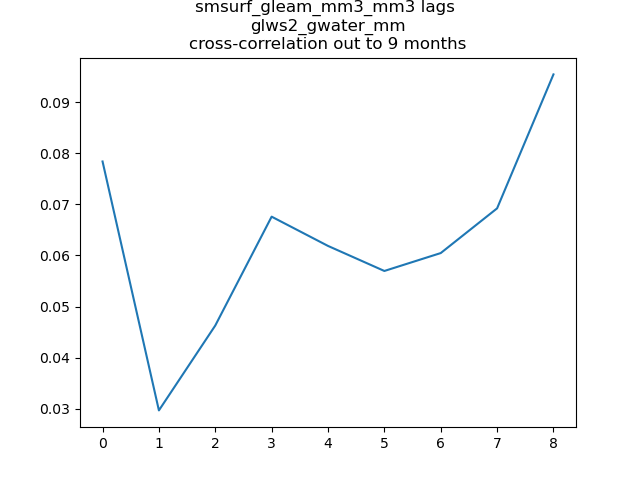 smsurf_gleam_mm3_mm3 lags
glws2_gwater_mm
cross-correlation out to 9 months
0.09
0.08
0.07
0.06
0.05
0.04
0.03
0 1 2 3 4 5 6 7 8